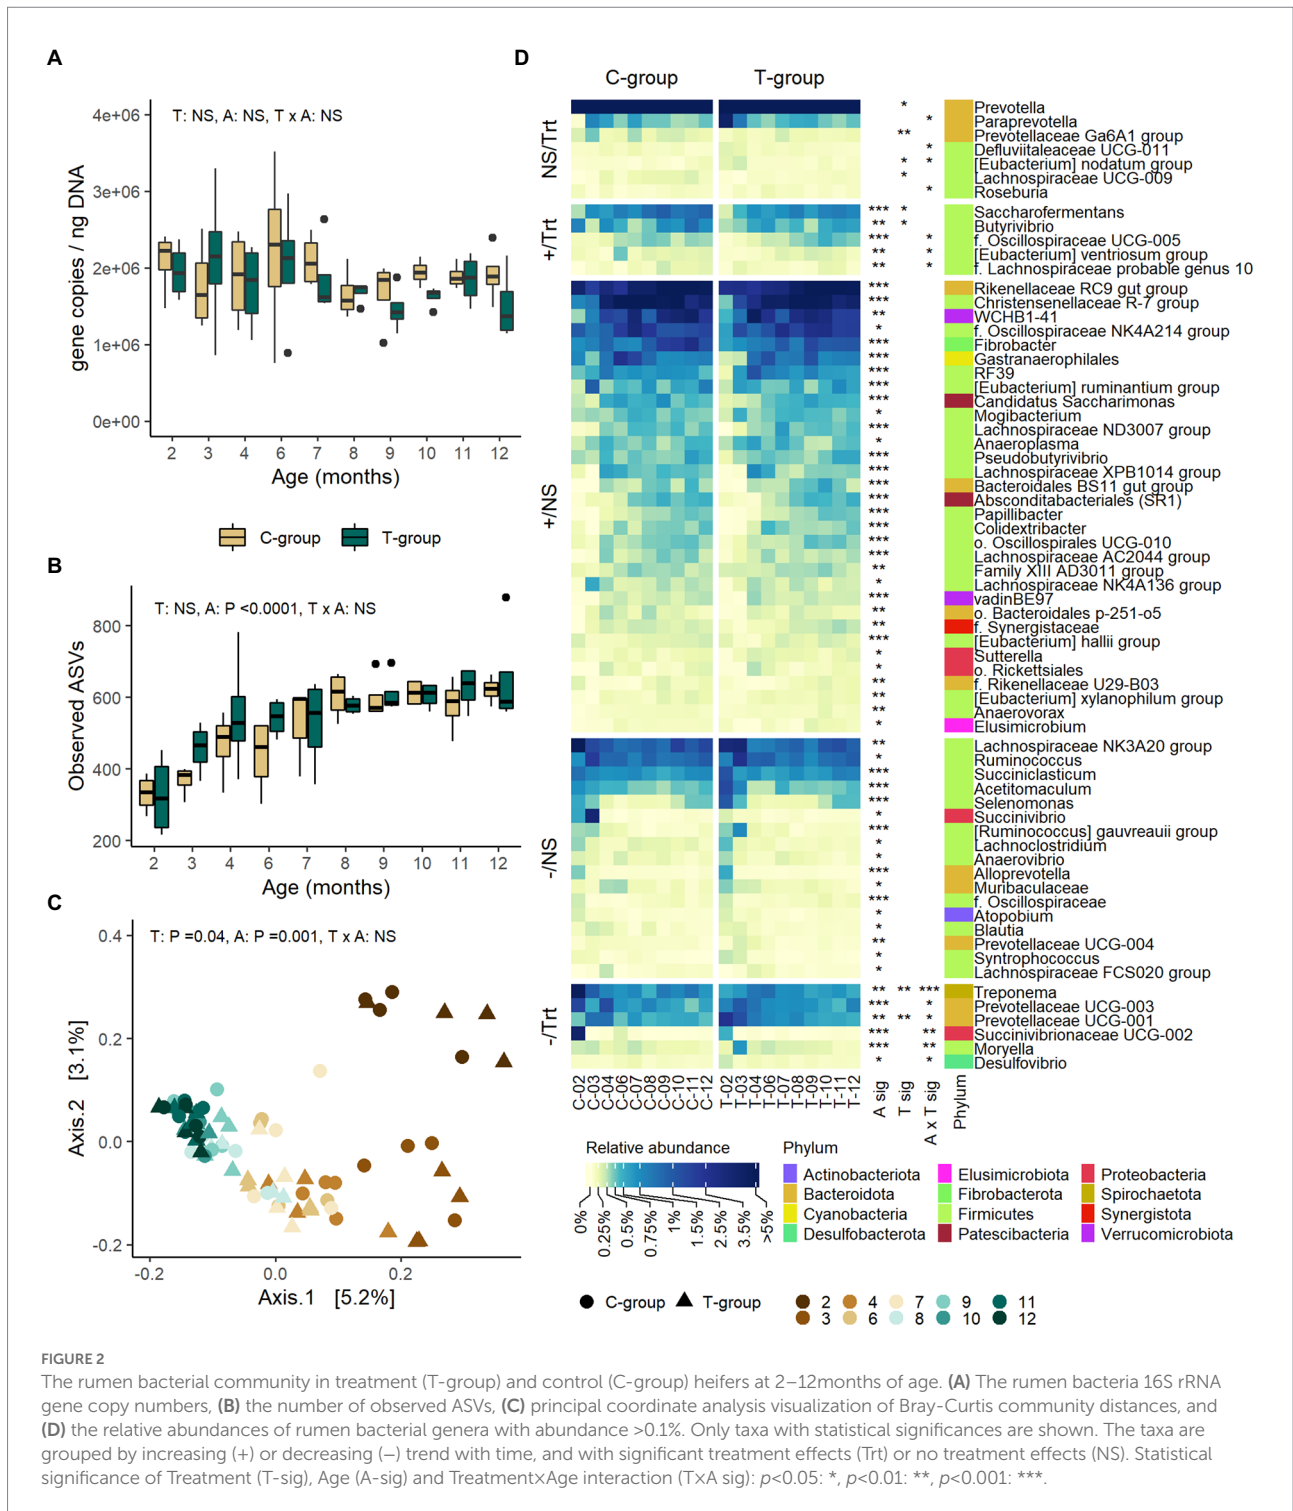 A
T: NS, A: NS, T x A: NS
gene copies / ng DNA
4e+06
3e+06
2e+06
1e+06
0e+00
2 3 4 6 7 8 9 10 11 12
Age (months)
C-group T-group
B
T: NS, A: P <0.0001, T x A: NS
Observed ASVs
800
600
400
200
2 3 4 6 7 8 9 10 11 12
Age (months)
C
T: P =0.04, A: P =0.001, T x A: NS
Axis.2 [3.1%]
0.4
0.2
0.0
-0.2
-0.2 0.0 0.2
Axis.1 [5.2%]
D
C-group T-group
NS/Trt
* Prevotella
* Paraprevotella
** Prevotellaceae Ga6A1 group
* Defluviitaleaceae UCG-011
* * [Eubacterium] nodatum group
* Lachnospiraceae UCG-009
* Roseburia
+/Trt
*** * Saccharofermentans
** * Butyrivibrio
*** * f. Oscillospiraceae UCG-005
** * [Eubacterium] ventriosum group
** * f. Lachnospiraceae probable genus 10
+/NS
*** Rikenellaceae RC9 gut group
*** Christensenellaceae R-7 group
** WCHB1-41
* f. Oscillospiraceae NK4A214 group
*** Fibrobacter
*** Gastranaerophilales
*** RF39
*** [Eubacterium] ruminantium group
*** Candidatus Saccharimonas
* Mogibacterium
*** Lachnospiraceae ND3007 group
* Anaeroplasma
*** Pseudobutyrivibrio
*** Lachnospiraceae XPB1014 group
*** Bacteroidales BS11 gut group
*** Absconditabacteriales (SR1)
*** Papillibacter
*** Colidextribacter
*** o. Oscillospirales UCG-010
*** Lachnospiraceae AC2044 group
** Family XIII AD3011 group
* Lachnospiraceae NK4A136 group
*** vadinBE97
** o. Bacteroidales p-251-o5
** f. Synergistaceae
*** [Eubacterium] hallii group
* Sutterella
* o. Rickettsiales
** f. Rikenellaceae U29-B03
** [Eubacterium] xylanophilum group
** Anaerovorax
* Elusimicrobium
-/NS
** Lachnospiraceae NK3A20 group
* Ruminococcus
*** Succiniclasticum
*** Acetitomaculum
*** Selenomonas
* Succinivibrio
*** [Ruminococcus] gauvreauii group
* Lachnoclostridium
* Anaerovibrio
*** Alloprevotella
* Muribaculaceae
*** f. Oscillospiraceae
* Atopobium
* Blautia
** Prevotellaceae UCG-004
* Syntrophococcus
* Lachnospiraceae FCS020 group
-/Trt
** ** *** Treponema
*** * Prevotellaceae UCG-003
** ** * Prevotellaceae UCG-001
*** ** Succinivibrionaceae UCG-002
*** ** Moryella
* * Desulfovibrio
C-02 C-03 C-04 C-06 C-07 C-08 C-09 C-10 C-11 C-12 T-02 T-03 T-04 T-06 T-07 T-08 T-09 T-10 T-11 T-12 A sig T sig A x T sig Phylum
Relative abundance
0% 0.25% 0.5% 0.75% 1% 1.5% 2.5% 3.5% >5%
Phylum
Actinobacteriota Elusimicrobiota Proteobacteria
Bacteroidota Fibrobacterota Spirochaetota
Cyanobacteria Firmicutes Synergistota
Desulfobacterota Patescibacteria Verrucomicrobiota
C-group T-group
2 4 7 9 11
3 6 8 10 12
FIGURE 2
The rumen bacterial community in treatment (T-group) and control (C-group) heifers at 2–12months of age. (A) The rumen bacteria 16S rRNA
gene copy numbers, (B) the number of observed ASVs, (C) principal coordinate analysis visualization of Bray-Curtis community distances, and
(D) the relative abundances of rumen bacterial genera with abundance >0.1%. Only taxa with statistical significances are shown. The taxa are
grouped by increasing (+) or decreasing (−) trend with time, and with significant treatment effects (Trt) or no treatment effects (NS). Statistical
significance of Treatment (T-sig), Age (A-sig) and Treatment×Age interaction (T×A sig): p<0.05: *, p<0.01: **, p<0.001: ***.